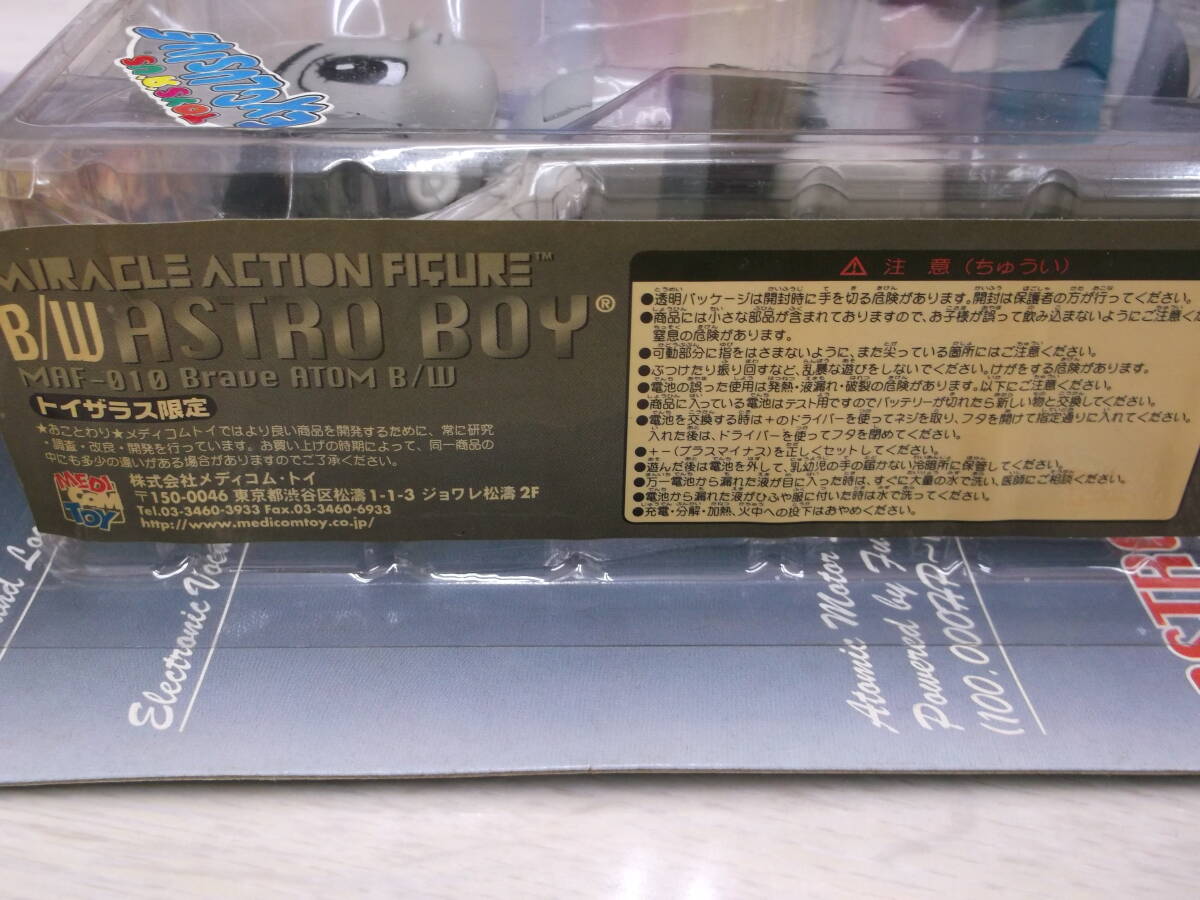 TOYSЯUS
EXCLUSIVE
MIRACLE ACTION FIGURE™
B/W ASTRO BOY®
MAF-010 Brave ATOM B/W
トイザラス限定
★おことわり★メディコムトイではより良い商品を開発するために、常に研究
・調査・改良・開発を行っています。お買い上げの時期によって、同一商品の
中にも多少の違いがある場合がありますのでご了承ください。
MEDI
TOY
株式会社メディコム・トイ
〒150-0046 東京都渋谷区松濤1-1-3 ジョワレ松濤 2F
Tel.03-3460-3933 Fax.03-3460-6933
http://www.medicomtoy.co.jp/
⚠ 注 意（ちゅうい）
●透明パッケージは開封時に手を切る危険があります。開封は保護者の方が行ってください。
●商品には小さな部品が含まれておりますので、お子様が誤って飲み込まないようにご注意くだ
窒息の危険があります。
●可動部分に指をはさまないように、また尖っている箇所にはご注意ください。
●ぶつけたり振り回すなど、乱暴な遊びをしないでください。けがをする危険があります。
●電池の誤った使用は発熱・液漏れ・破裂の危険があります。以下にご注意ください。
●商品に入っている電池はテスト用ですのでバッテリーが切れたら新しい物と交換してください。
●電池を交換する時は＋のドライバーを使ってネジを取り、フタを開けて指定通りに入れてください。
入れた後は、ドライバーを使ってフタを閉めてください。
●＋－（プラスマイナス）を正しくセットしてください。
●遊んだ後は電池を外して、乳幼児の手の届かない冷暗所に保管してください。
●万一電池から漏れた液が目に入った時は、すぐに大量の水で洗い、医師にご相談ください。
●電池から漏れた液がひふや服に付いた時は水で洗ってください。
●充電・分解・加熱、火中への投下はおやめください。
Electronic
Atomic Motor
Powered by Fu
(100,000AR~